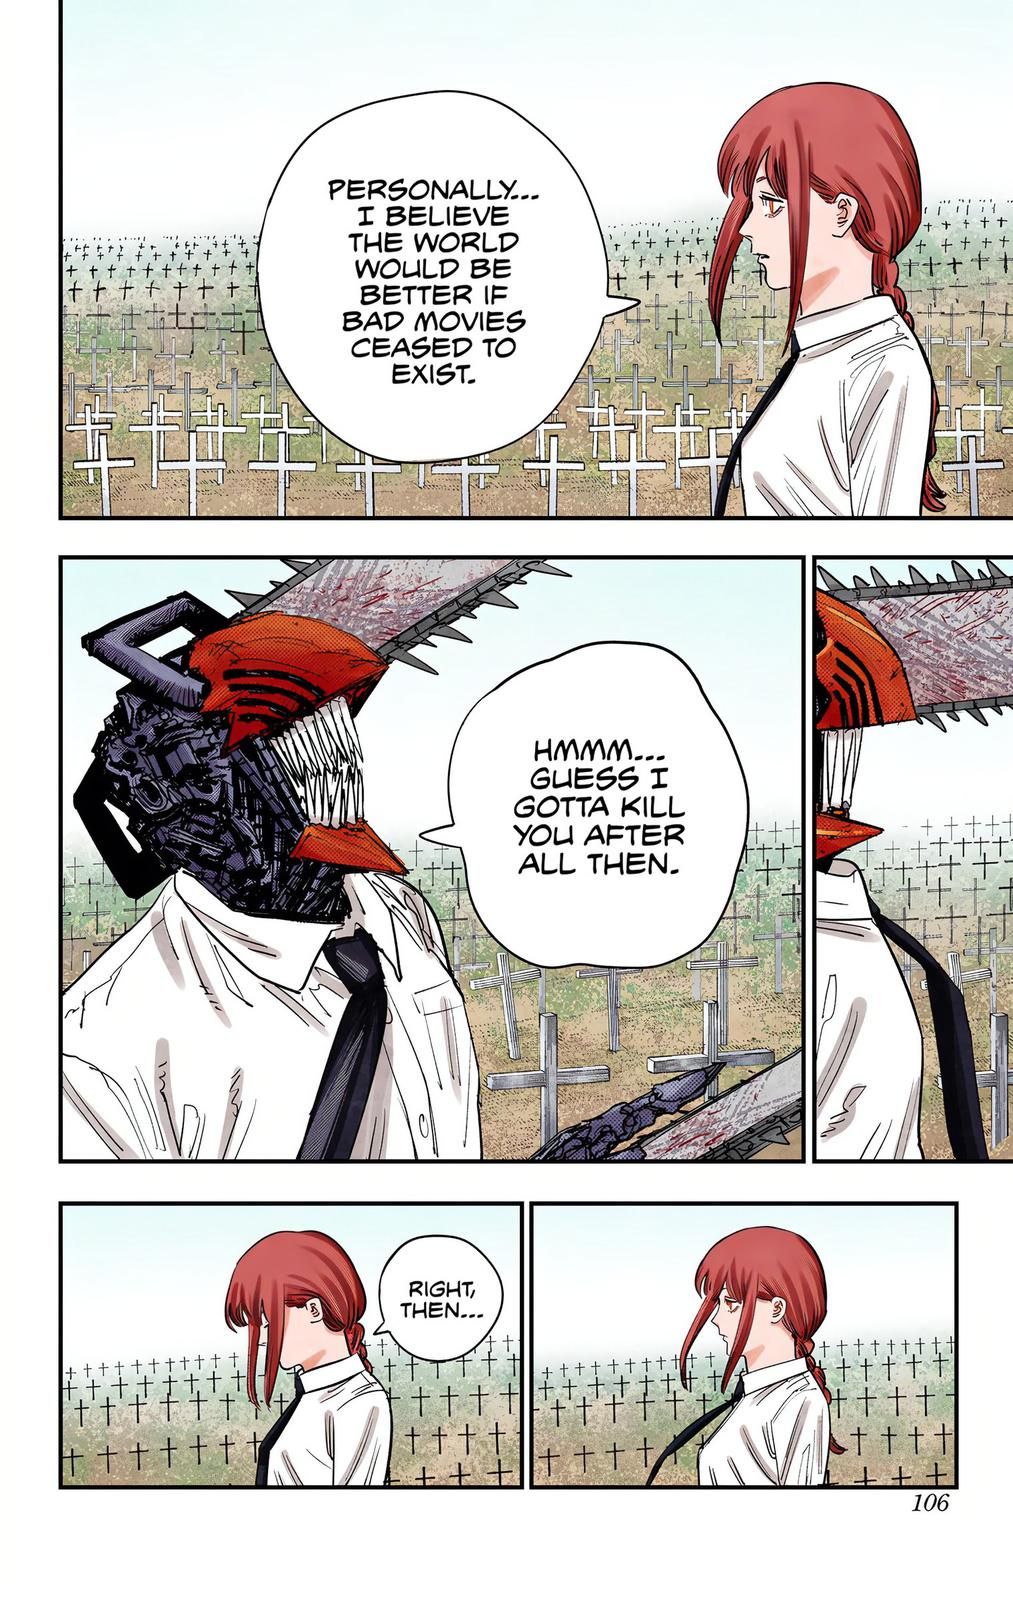 PERSONALLY...
I BELIEVE
THE WORLD
WOULD BE
BETTER IF
BAD MOVIES
CEASED TO
EXIST.
HMMM...
GUESS I
GOTTA KILL
YOU AFTER
ALL THEN.
RIGHT,
THEN...
106